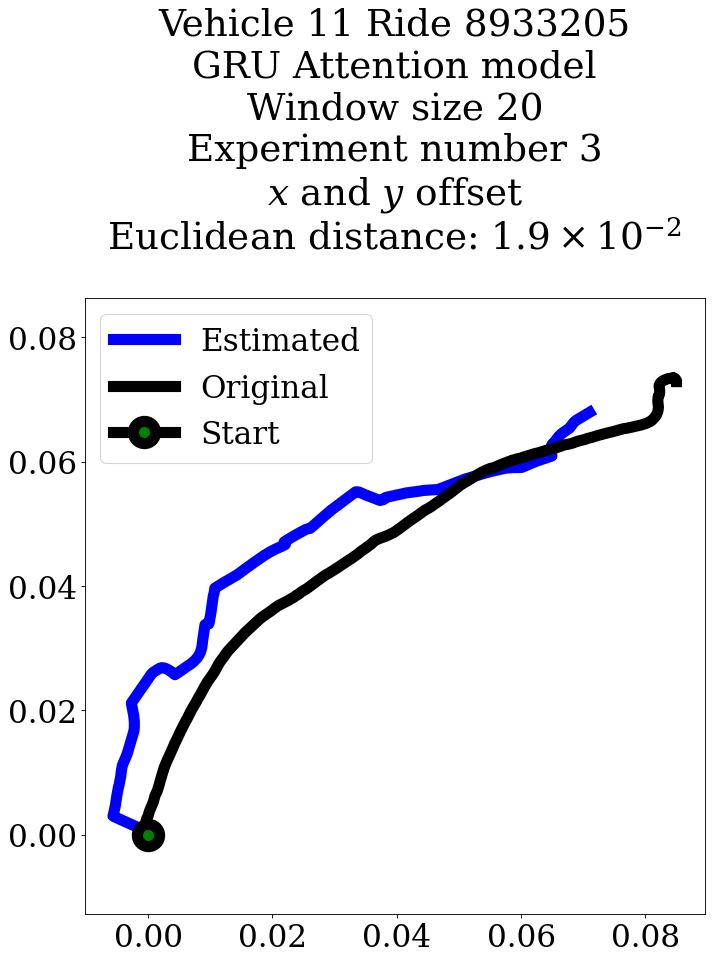 Vehicle 11 Ride 8933205
GRU Attention model
Window size 20
Experiment number 3
x and y offset
Euclidean distance: 1.9 × 10⁻²
Estimated
Original
Start
0.08
0.06
0.04
0.02
0.00
0.00 0.02 0.04 0.06 0.08